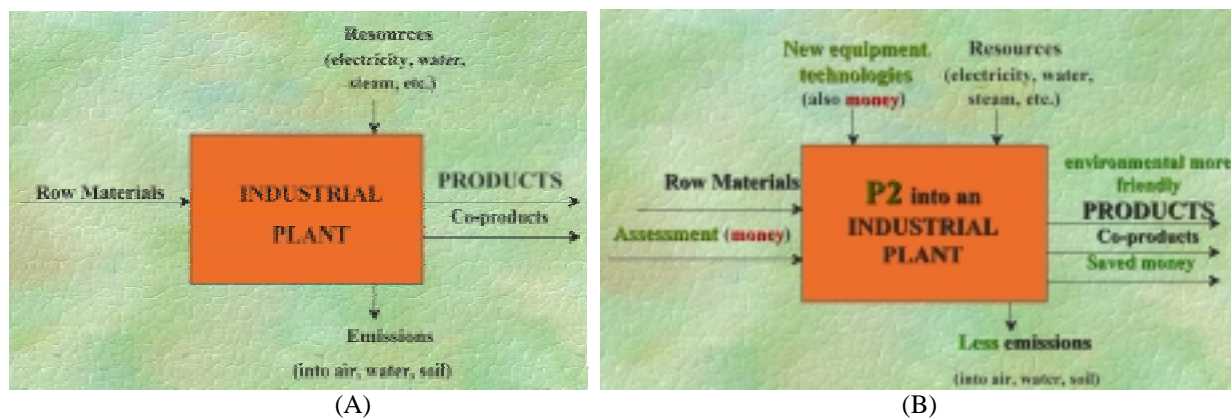 Resources
(electricity, water,
steam, etc.)
Row Materials
INDUSTRIAL
PLANT
PRODUCTS
Co-products
Emissions
(into air, water, soil)
(A)
New equipment,
technologies
(also money)
Resources
(electricity, water,
steam, etc.)
Row Materials
Assessment (money)
P2 into an
INDUSTRIAL
PLANT
environmental more
friendly
PRODUCTS
Co-products
Saved money
Less emissions
(into air, water, soil)
(B)